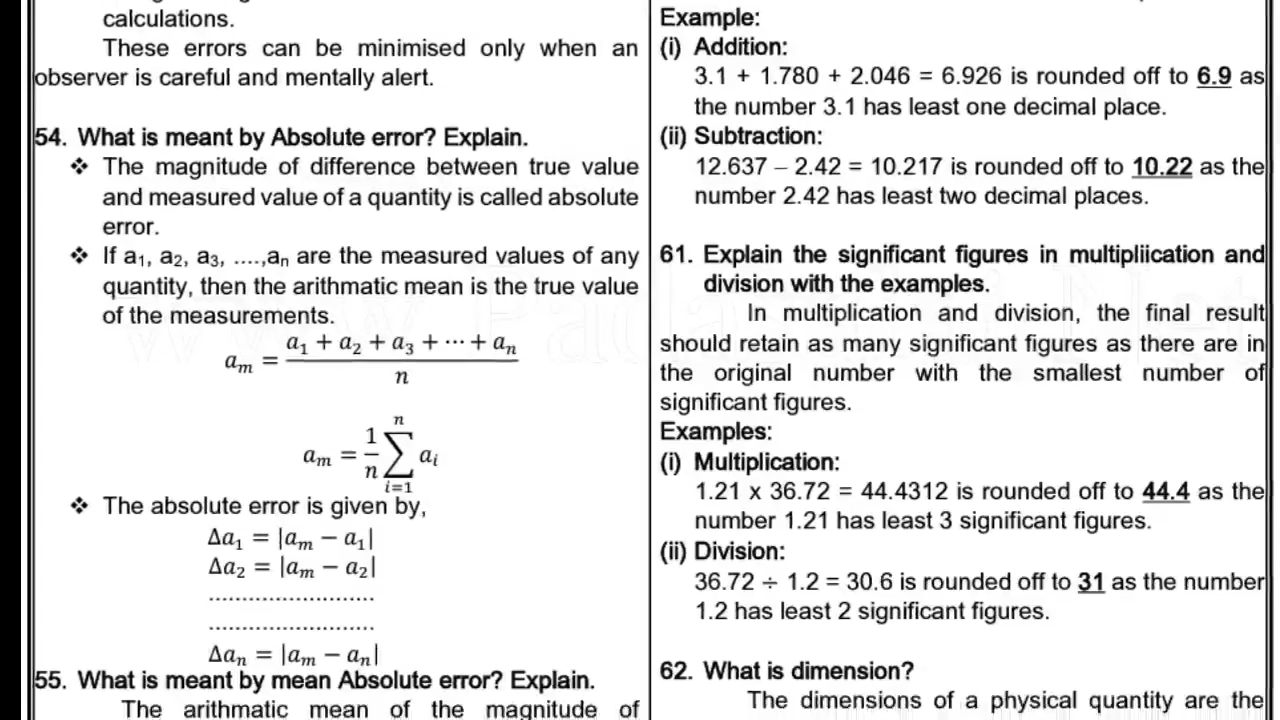 calculations.
These errors can be minimised only when an
observer is careful and mentally alert.
54. What is meant by Absolute error? Explain.
❖ The magnitude of difference between true value
and measured value of a quantity is called absolute
error.
❖ If a₁, a₂, a₃, ....,aₙ are the measured values of any
quantity, then the arithmatic mean is the true value
of the measurements.
aₘ = (a₁ + a₂ + a₃ + ⋯ + aₙ) / n
aₘ = 1/n ∑ᵢ₌₁ⁿ aᵢ
❖ The absolute error is given by,
Δa₁ = |aₘ − a₁|
Δa₂ = |aₘ − a₂|
.........................
.........................
Δaₙ = |aₘ − aₙ|
55. What is meant by mean Absolute error? Explain.
The arithmatic mean of the magnitude of
Example:
(i) Addition:
3.1 + 1.780 + 2.046 = 6.926 is rounded off to 6.9 as
the number 3.1 has least one decimal place.
(ii) Subtraction:
12.637 – 2.42 = 10.217 is rounded off to 10.22 as the
number 2.42 has least two decimal places.
61. Explain the significant figures in multipliication and
division with the examples.
In multiplication and division, the final result
should retain as many significant figures as there are in
the original number with the smallest number of
significant figures.
Examples:
(i) Multiplication:
1.21 x 36.72 = 44.4312 is rounded off to 44.4 as the
number 1.21 has least 3 significant figures.
(ii) Division:
36.72 ÷ 1.2 = 30.6 is rounded off to 31 as the number
1.2 has least 2 significant figures.
62. What is dimension?
The dimensions of a physical quantity are the